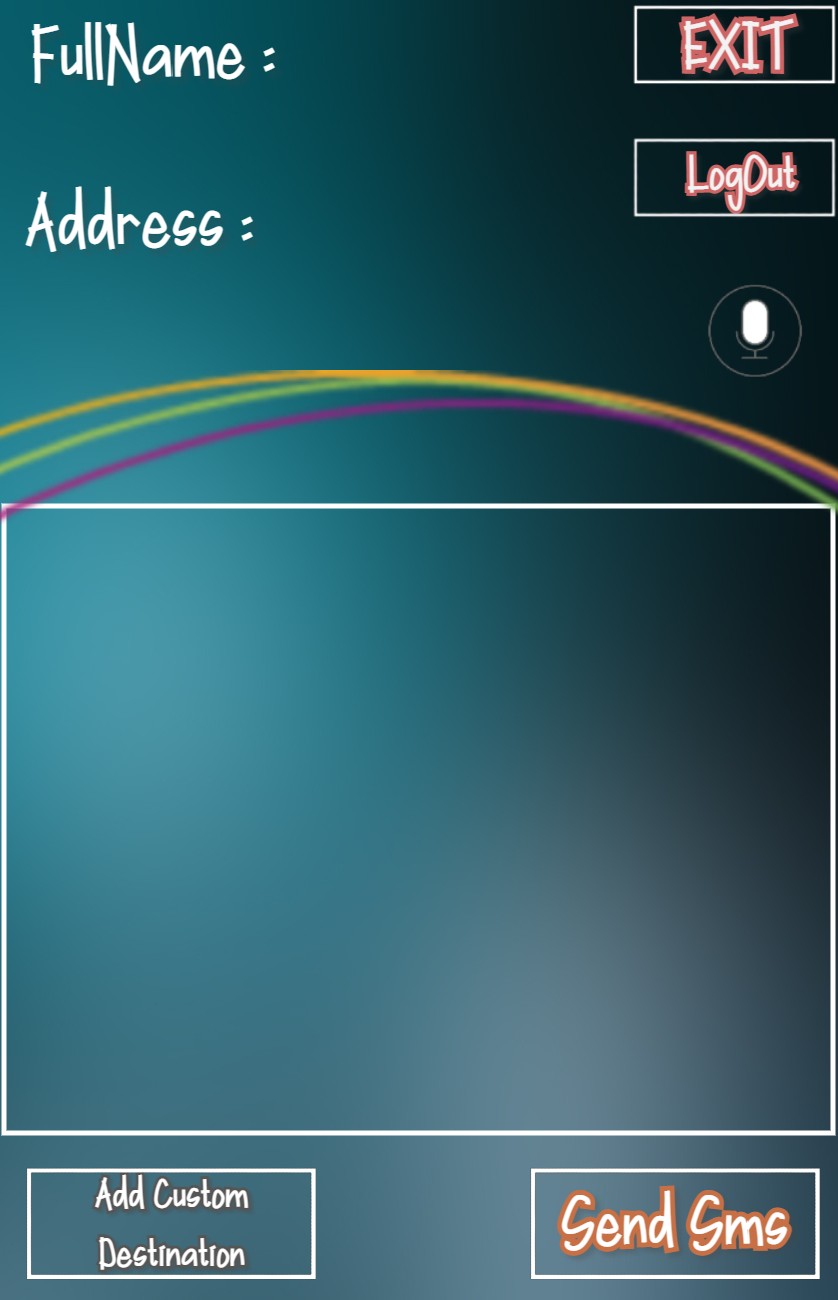 FullName :
EXIT
LogOut
Address :
Add Custom
Destination
Send Sms